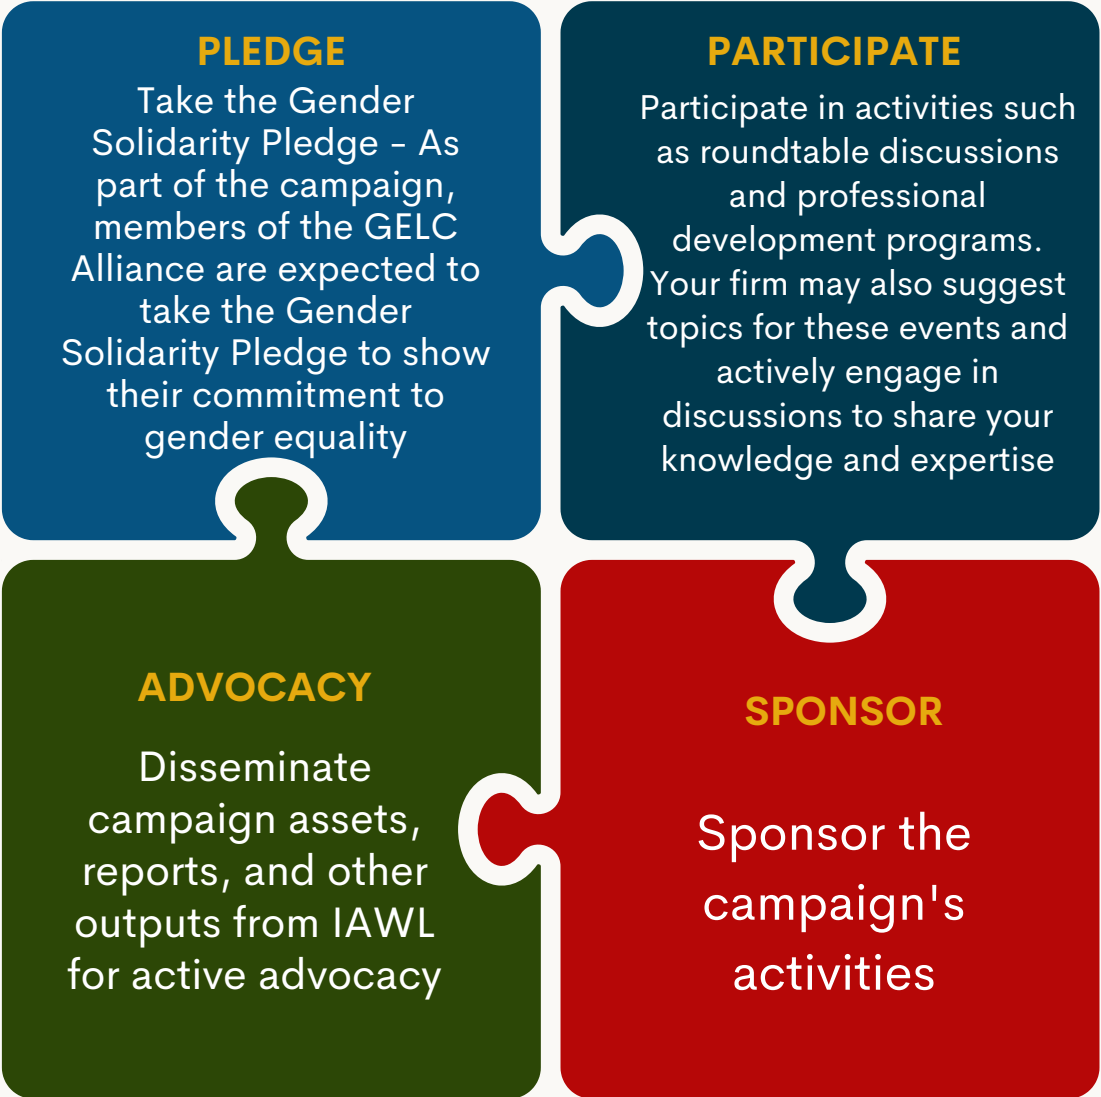 PLEDGE
Take the Gender
Solidarity Pledge - As
part of the campaign,
members of the GELC
Alliance are expected to
take the Gender
Solidarity Pledge to show
their commitment to
gender equality
PARTICIPATE
Participate in activities such
as roundtable discussions
and professional
development programs.
Your firm may also suggest
topics for these events and
actively engage in
discussions to share your
knowledge and expertise
ADVOCACY
Disseminate
campaign assets,
reports, and other
outputs from IAWL
for active advocacy
SPONSOR
Sponsor the
campaign's
activities